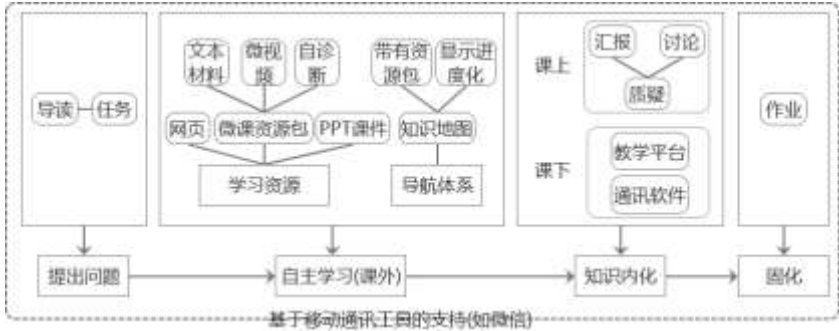 导读
任务
文本
材料
微视
频
自诊
断
带有资
源包
显示进
度化
网页
微课资源包
PPT课件
知识地图
学习资源
导航体系
课上
汇报
讨论
质疑
课下
教学平台
通讯软件
作业
提出问题
自主学习(课外)
知识内化
固化
基于移动通讯工具的支持(如微信)